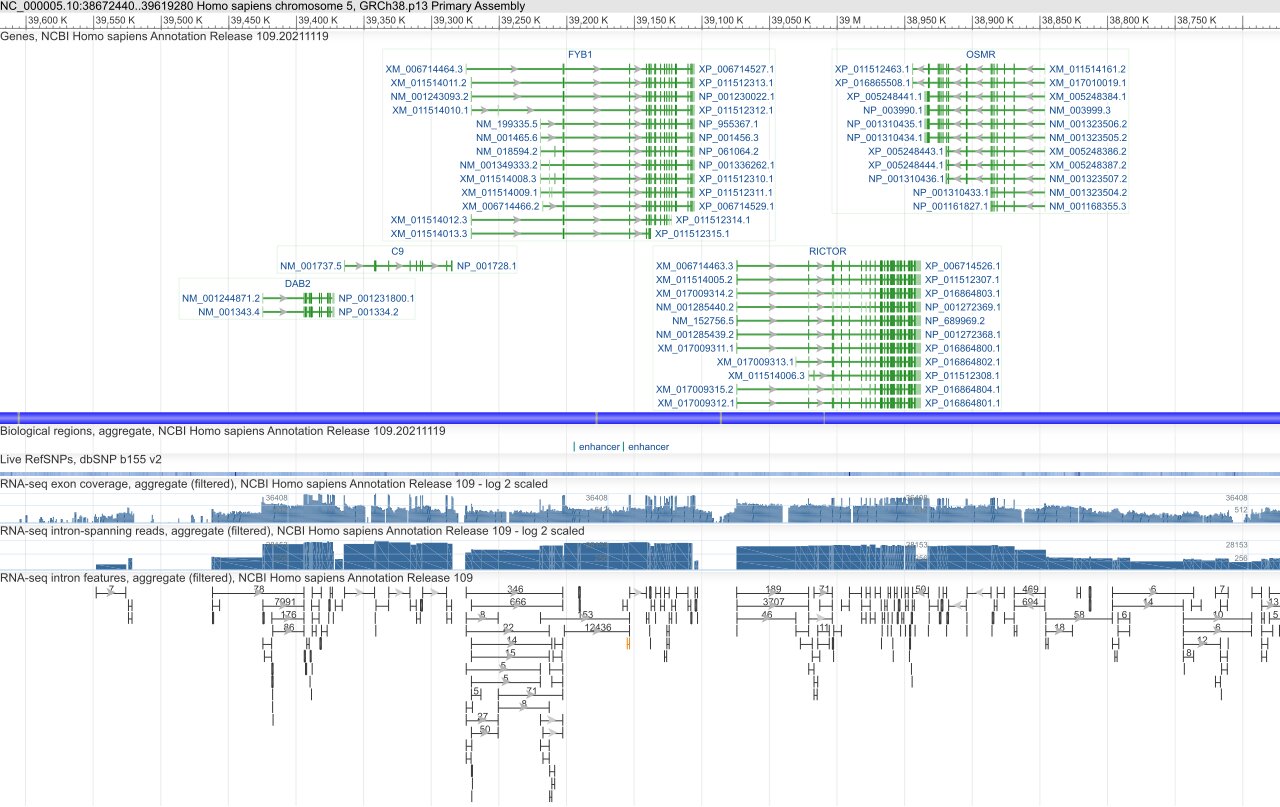 NC_000005.10:38672440..39619280 Homo sapiens chromosome 5, GRCh38.p13 Primary Assembly
39,600 K 39,550 K 39,500 K 39,450 K 39,400 K 39,350 K 39,300 K 39,250 K 39,200 K 39,150 K 39,100 K 39,050 K 39 M 38,950 K 38,900 K 38,850 K 38,800 K 38,750 K
Genes, NCBI Homo sapiens Annotation Release 109.20211119
FYB1 OSMR
XM_006714464.3 XP_006714527.1 XP_011512463.1 XM_011514161.2
XM_011514011.2 XP_011512313.1 XP_016865508.1 XM_017010019.1
NM_001243093.2 NP_001230022.1 XP_005248441.1 XM_005248384.1
XM_011514010.1 XP_011512312.1 NP_003990.1 NM_003999.3
NM_199335.5 NP_955367.1 NP_001310435.1 NM_001323506.2
NM_001465.6 NP_001456.3 NP_001310434.1 NM_001323505.2
NM_018594.2 NP_061064.2 XP_005248443.1 XM_005248386.2
NM_001349333.2 NP_001336262.1 XP_005248444.1 XM_005248387.2
XM_011514008.3 XP_011512310.1 NP_001310436.1 NM_001323507.2
XM_011514009.1 XP_011512311.1 NP_001310433.1 NM_001323504.2
XM_006714466.2 XP_006714529.1 NP_001161827.1 NM_001168355.3
XM_011514012.3 XP_011512314.1
XM_011514013.3 XP_011512315.1
C9 RICTOR
NM_001737.5 NP_001728.1 XM_006714463.3 XP_006714526.1
XM_011514005.2 XP_011512307.1
DAB2
NM_001244871.2 NP_001231800.1 XM_017009314.2 XP_016864803.1
NM_001343.4 NP_001334.2 NM_001285440.2 NP_001272369.1
NM_152756.5 NP_689969.2
NM_001285439.2 NP_001272368.1
XM_017009311.1 XP_016864800.1
XM_017009313.1 XP_016864802.1
XM_011514006.3 XP_011512308.1
XM_017009315.2 XP_016864804.1
XM_017009312.1 XP_016864801.1
Biological regions, aggregate, NCBI Homo sapiens Annotation Release 109.20211119
enhancer enhancer
Live RefSNPs, dbSNP b155 v2
RNA-seq exon coverage, aggregate (filtered), NCBI Homo sapiens Annotation Release 109 - log 2 scaled
36408 36408 36408 36408
512
RNA-seq intron-spanning reads, aggregate (filtered), NCBI Homo sapiens Annotation Release 109 - log 2 scaled
28153 28153
256
RNA-seq intron features, aggregate (filtered), NCBI Homo sapiens Annotation Release 109
7 78 346 189 71 50 469 6 7
7991 666 3707 694 14 13
176 8 153 46 58 6 10 5
86 22 12436 11 18 6
14 12
15 8
5
5
5 71
8
27
50